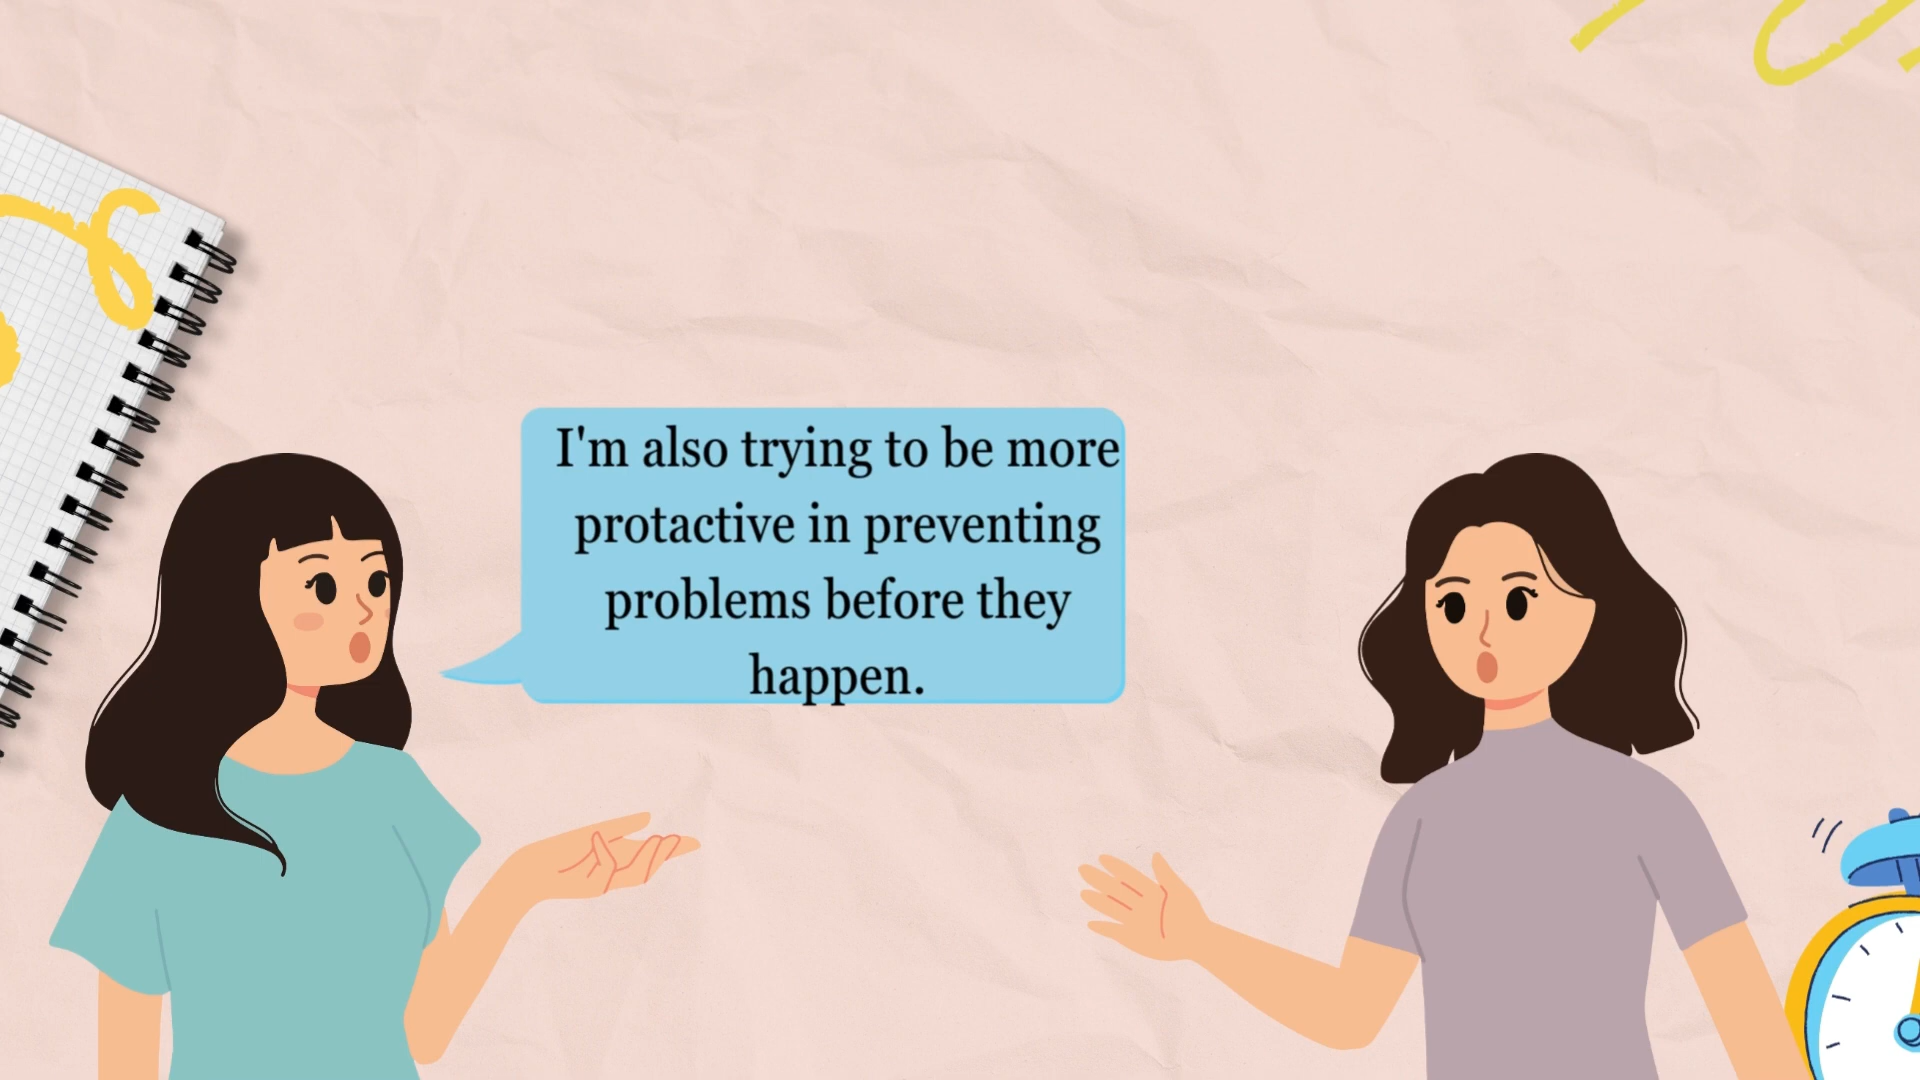 I'm also trying to be more
protactive in preventing
problems before they
happen.